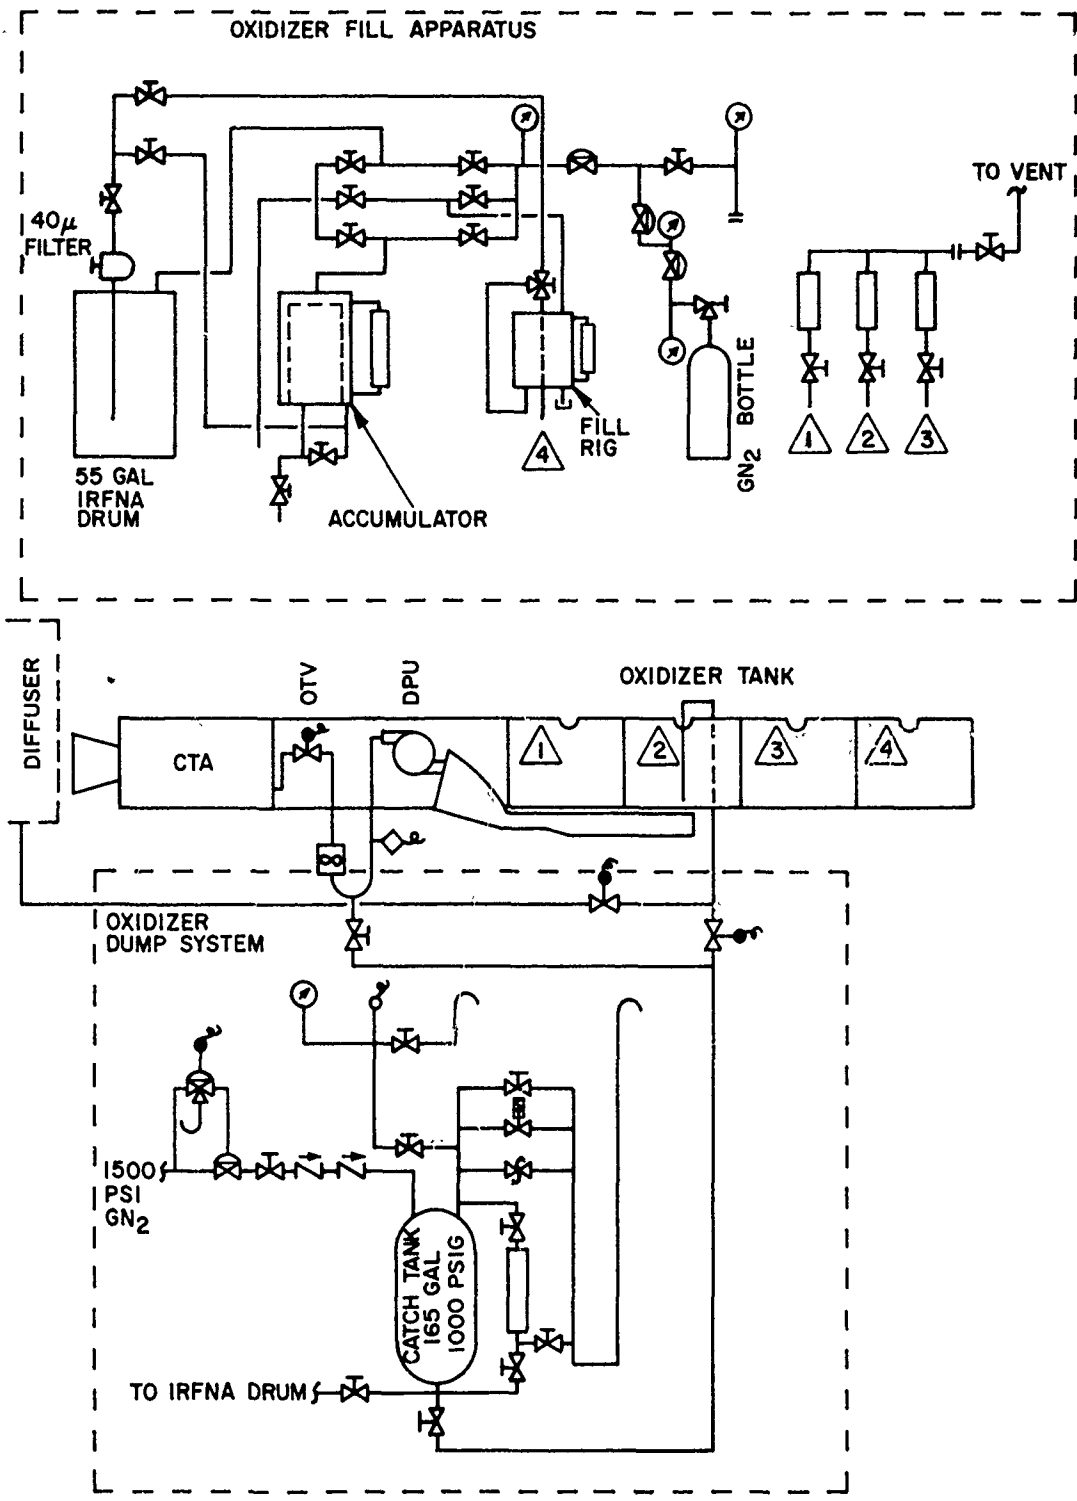 OXIDIZER FILL APPARATUS
TO VENT
40μ
FILTER
55 GAL
IRFNA
DRUM
ACCUMULATOR
FILL
RIG
GN2 BOTTLE
4
1
2
3
DIFFUSER
CTA
OTV
DPU
OXIDIZER TANK
1
2
3
4
OXIDIZER
DUMP SYSTEM
1500
PSI
GN2
CATCH TANK
165 GAL
1000 PSIG
TO IRFNA DRUM